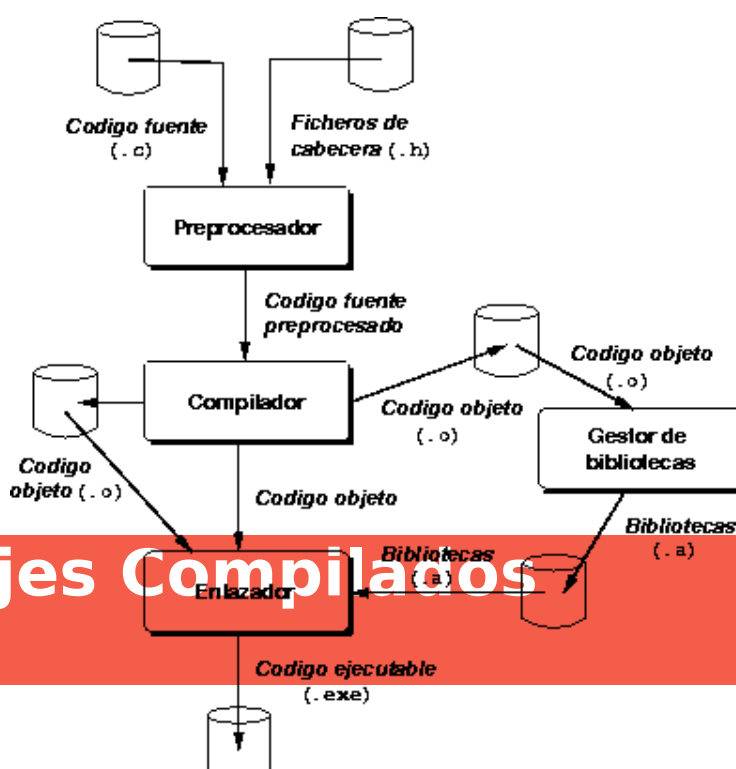 Codigo fuente
(.c)
Ficheros de
cabecera (.h)
Preprocesador
Codigo fuente
preprocesado
Compilador
Codigo objeto
(.o)
Codigo objeto
(.o)
Gestor de
bibliotecas
Codigo
objeto (.o)
Codigo objeto
Bibliotecas
(.a)
Bibliotecas
(.a)
jes Compilados
Enlazador
Codigo ejecutable
(.exe)